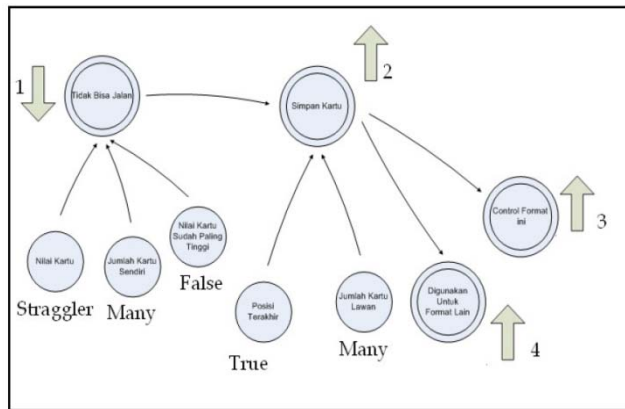 1
Tidak Bisa Jalan
Simpan Kartu
2
Nilai Kartu
Jumlah Kartu
Sendiri
Nilai Kartu
Sudah Paling
Tinggi
Control Format
ini
3
Straggler
Many
False
Posisi
Terakhir
Jumlah Kartu
Lawan
Digunakan
Untuk
Format Lain
True
Many
4